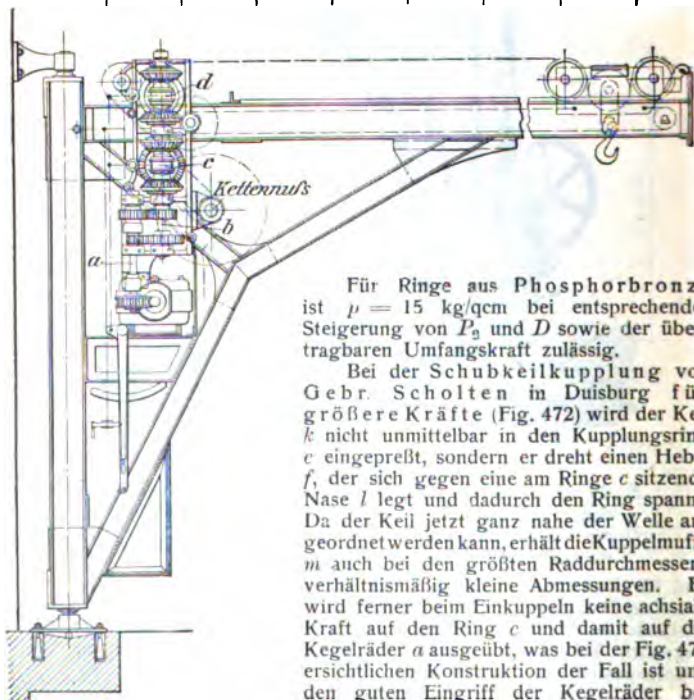 d
c
Kettennuß
b
a
Für Ringe aus Phosphorbronz
ist p = 15 kg/qcm bei entsprechende
Steigerung von P₂ und D sowie der übe
tragbaren Umfangskraft zulässig.
Bei der Schubkeilkupplung vo
Gebr. Scholten in Duisburg fü
größere Kräfte (Fig. 472) wird der Ke
k nicht unmittelbar in den Kupplungsrin
c eingepreßt, sondern er dreht einen Heb
f, der sich gegen eine am Ringe c sitzend
Nase l legt und dadurch den Ring spann
Da der Keil jetzt ganz nahe der Welle an
geordnet werden kann, erhält die Kuppelmuff
m auch bei den größten Raddurchmesser
verhältnismäßig kleine Abmessungen.
wird ferner beim Einkuppeln keine achsia
Kraft auf den Ring c und damit auf d
Kegelräder a ausgeübt, was bei der Fig. 47
ersichtlichen Konstruktion der Fall ist un
den guten Eingriff der Kegelräder be